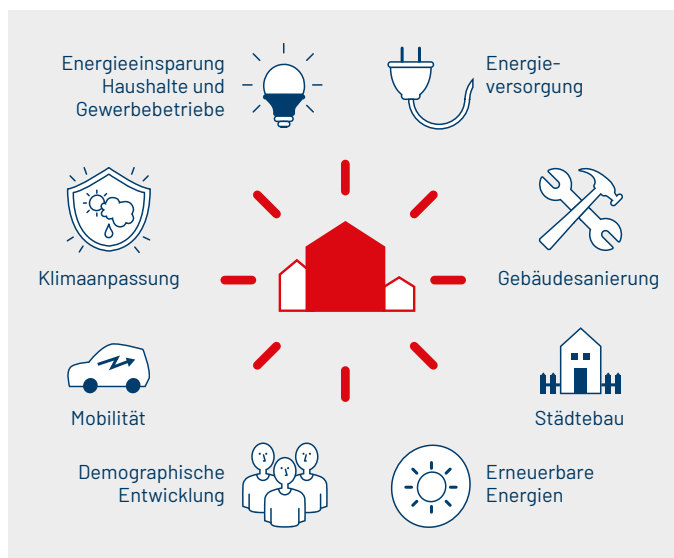 Energieeinsparung
Haushalte und
Gewerbebetriebe
Energie-
versorgung
Klimaanpassung
Gebäudesanierung
Mobilität
Städtebau
Demographische
Entwicklung
Erneuerbare
Energien